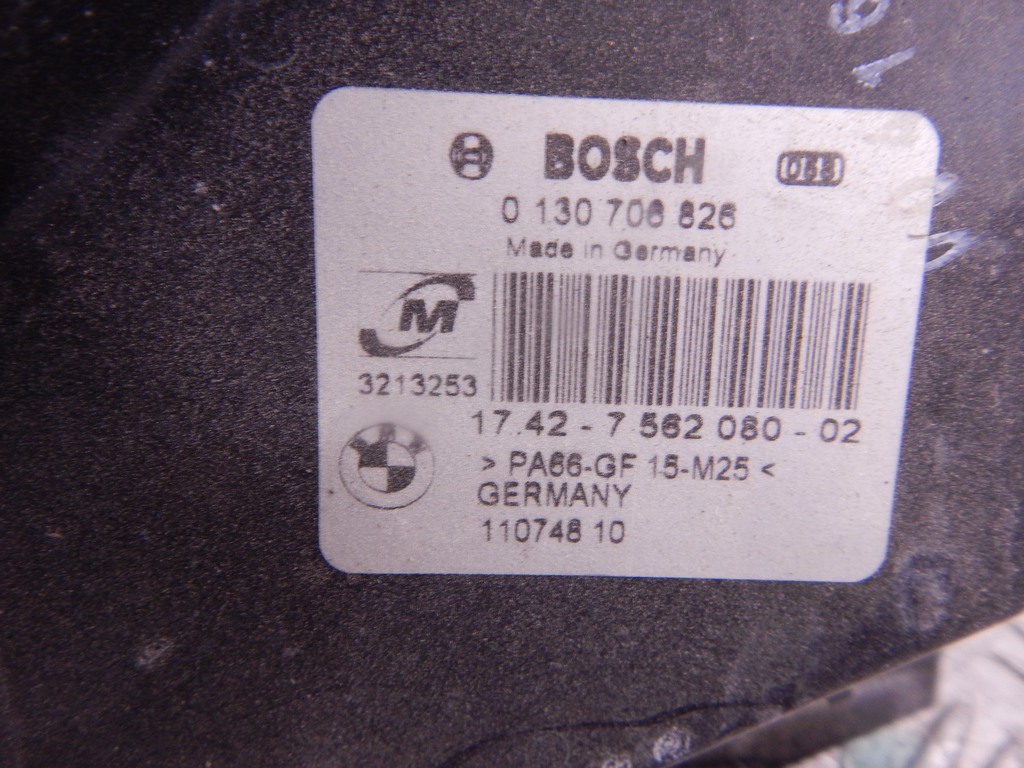 BOSCH
0 130 706 826
Made in Germany
M
3213253
17.42 - 7 562 080 - 02
> PA66-GF 15-M25 <
GERMANY
110748 10